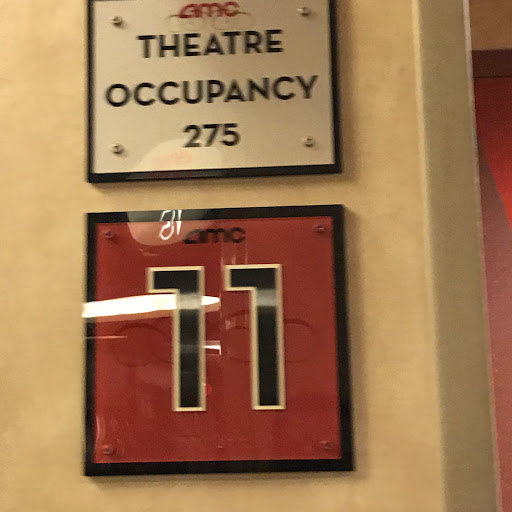 amc
THEATRE
OCCUPANCY
275
amc
11